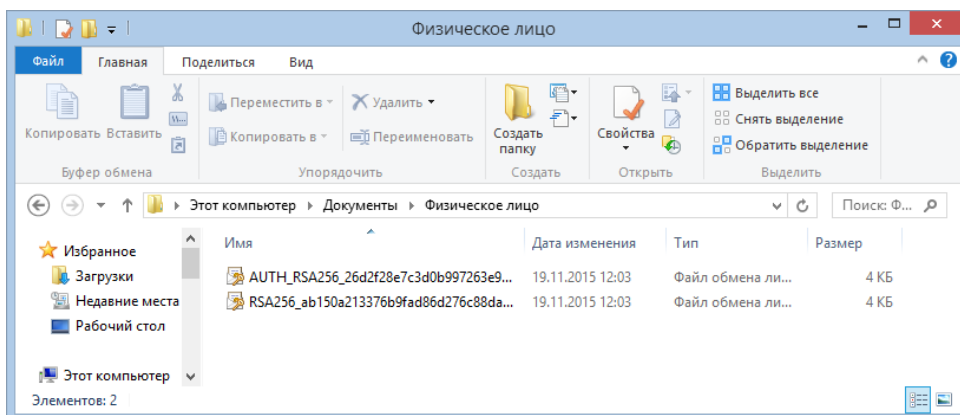 Физическое лицо
Файл Главная Поделиться Вид
Копировать Вставить
Переместить в
Копировать в
Удалить
Переименовать
Создать папку
Свойства
Выделить все
Снять выделение
Обратить выделение
Буфер обмена Упорядочить Создать Открыть Выделить
Этот компьютер Документы Физическое лицо Поиск: Ф...
Имя Дата изменения Тип Размер
AUTH_RSA256_26d2f28e7c3d0b997263e9... 19.11.2015 12:03 Файл обмена ли... 4 КБ
RSA256_ab150a213376b9fad86d276c88da... 19.11.2015 12:03 Файл обмена ли... 4 КБ
Избранное
Загрузки
Недавние места
Рабочий стол
Этот компьютер
Элементов: 2